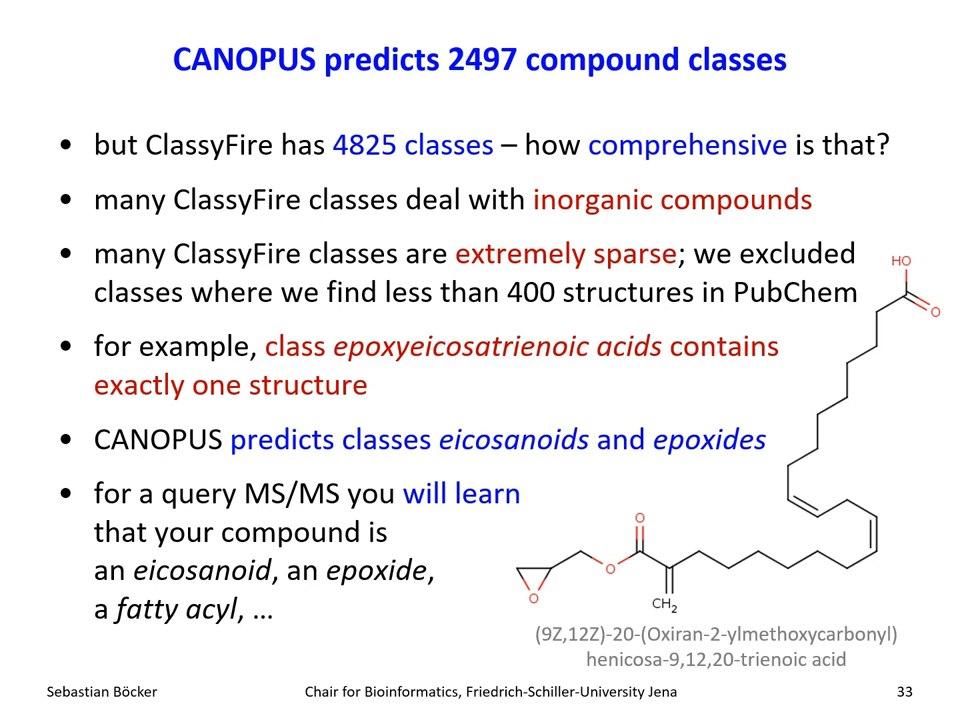 CANOPUS predicts 2497 compound classes
• but ClassyFire has 4825 classes – how comprehensive is that?
• many ClassyFire classes deal with inorganic compounds
• many ClassyFire classes are extremely sparse; we excluded
classes where we find less than 400 structures in PubChem
• for example, class epoxyeicosatrienoic acids contains
exactly one structure
• CANOPUS predicts classes eicosanoids and epoxides
• for a query MS/MS you will learn
that your compound is
an eicosanoid, an epoxide,
a fatty acyl, ...
HO
O
O
O
O
CH2
(9Z,12Z)-20-(Oxiran-2-ylmethoxycarbonyl)
henicosa-9,12,20-trienoic acid
Sebastian Böcker
Chair for Bioinformatics, Friedrich-Schiller-University Jena
33